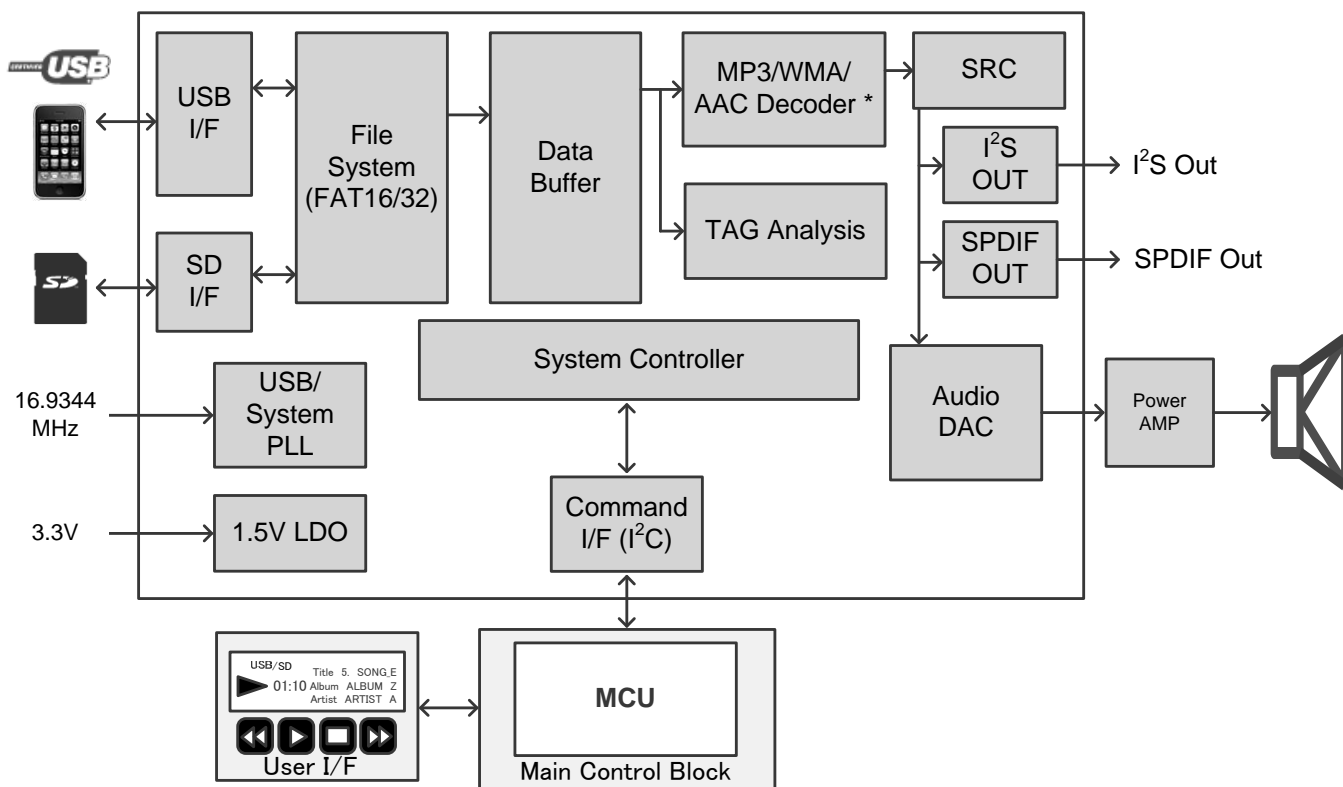 CERTIFIED USB
USB
I/F
File
System
(FAT16/32)
Data
Buffer
MP3/WMA/
AAC Decoder *
SRC
I²S
OUT
I²S Out
TAG Analysis
SPDIF
OUT
SPDIF Out
SD
SD
I/F
System Controller
16.9344
MHz
USB/
System
PLL
Audio
DAC
Power
AMP
3.3V
1.5V LDO
Command
I/F (I²C)
USB/SD
Title 5. SONG_E
01:10 Album ALBUM Z
Artist ARTIST A
User I/F
MCU
Main Control Block